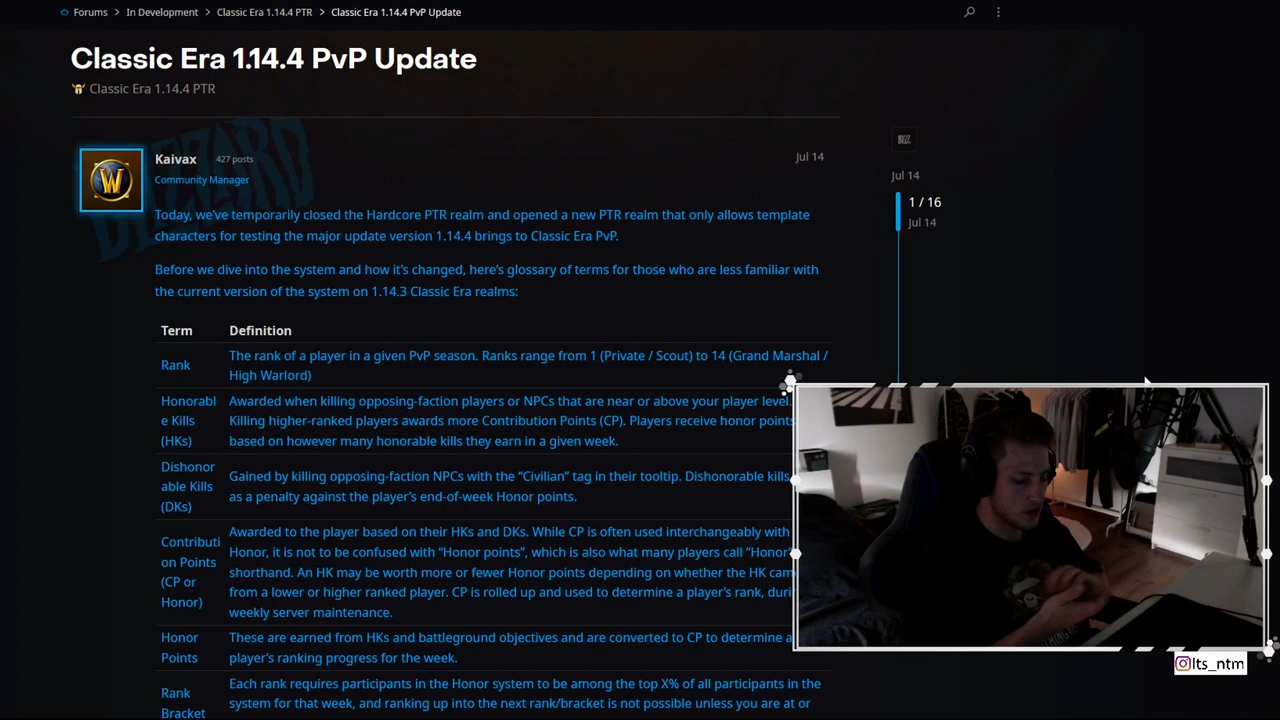 Forums > In Development > Classic Era 1.14.4 PTR > Classic Era 1.14.4 PvP Update
Classic Era 1.14.4 PvP Update
Classic Era 1.14.4 PTR
Kaivax 427 posts Jul 14
Community Manager
Today, we've temporarily closed the Hardcore PTR realm and opened a new PTR realm that only allows template
characters for testing the major update version 1.14.4 brings to Classic Era PvP.
Before we dive into the system and how it's changed, here's glossary of terms for those who are less familiar with
the current version of the system on 1.14.3 Classic Era realms:
Term Definition
Rank
The rank of a player in a given PvP season. Ranks range from 1 (Private / Scout) to 14 (Grand Marshal /
High Warlord)
Honorabl
e Kills
(HKs)
Awarded when killing opposing-faction players or NPCs that are near or above your player level.
Killing higher-ranked players awards more Contribution Points (CP). Players receive honor points
based on however many honorable kills they earn in a given week.
Dishonor
able Kills
(DKs)
Gained by killing opposing-faction NPCs with the “Civilian” tag in their tooltip. Dishonorable kills
as a penalty against the player's end-of-week Honor points.
Contributi
on Points
(CP or
Honor)
Awarded to the player based on their HKs and DKs. While CP is often used interchangeably with
Honor, it is not to be confused with “Honor points”, which is also what many players call “Honor”
shorthand. An HK may be worth more or fewer Honor points depending on whether the HK cam
from a lower or higher ranked player. CP is rolled up and used to determine a player's rank, duri
weekly server maintenance.
Honor
Points
These are earned from HKs and battleground objectives and are converted to CP to determine a
player's ranking progress for the week.
Rank
Bracket
Each rank requires participants in the Honor system to be among the top X% of all participants in the
system for that week, and ranking up into the next rank/bracket is not possible unless you are at or
Jul 14
1 / 16
Jul 14
BLIZZARD
Its_ntm